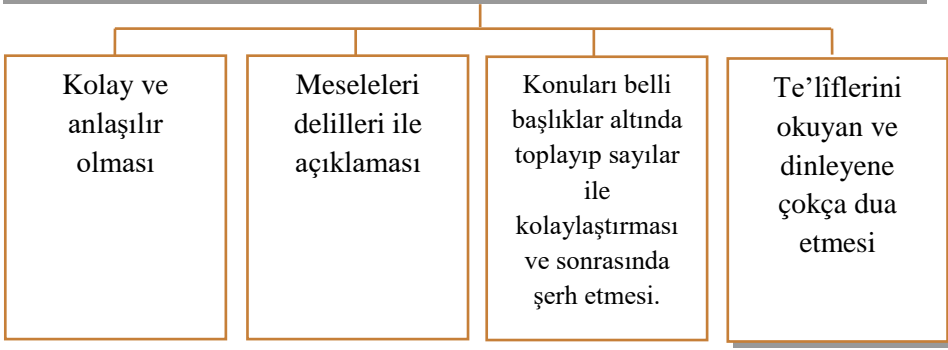 Kolay ve
anlaşılır
olması
Meseleleri
delilleri ile
açıklaması
Konuları belli
başlıklar altında
toplayıp sayılar
ile
kolaylaştırması
ve sonrasında
şerh etmesi.
Te’lîflerini
okuyan ve
dinleyene
çokça dua
etmesi